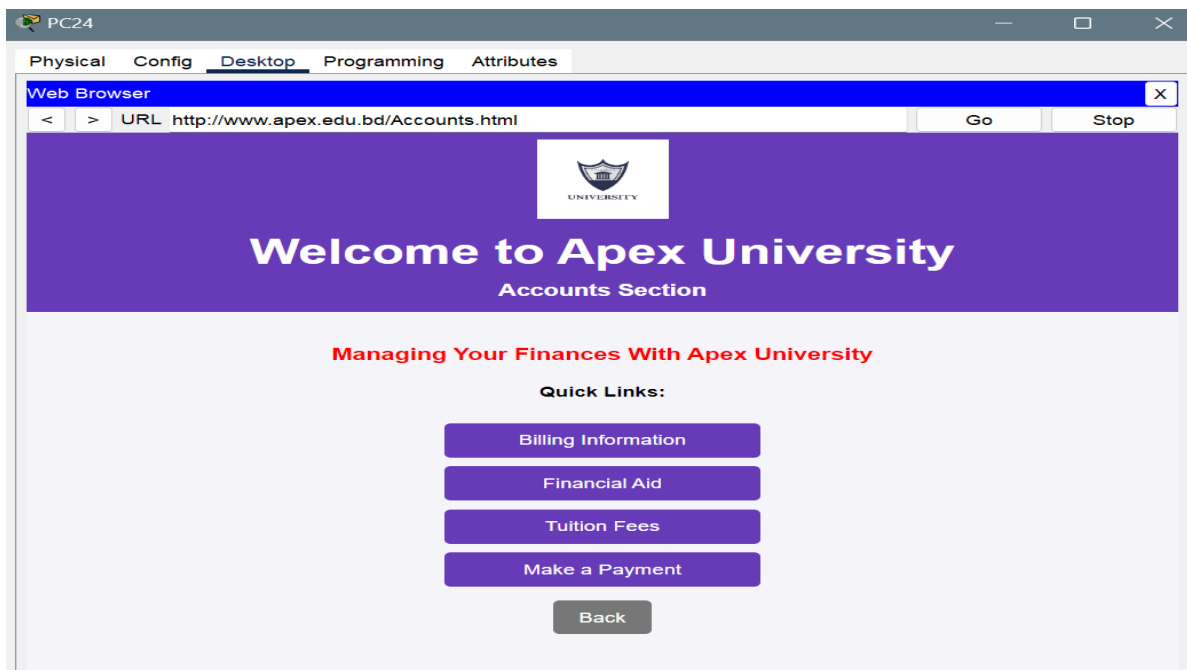 PC24
Physical Config Desktop Programming Attributes
Web Browser X
< > URL http://www.apex.edu.bd/Accounts.html Go Stop
UNIVERSITY
Welcome to Apex University
Accounts Section
Managing Your Finances With Apex University
Quick Links:
Billing Information
Financial Aid
Tuition Fees
Make a Payment
Back